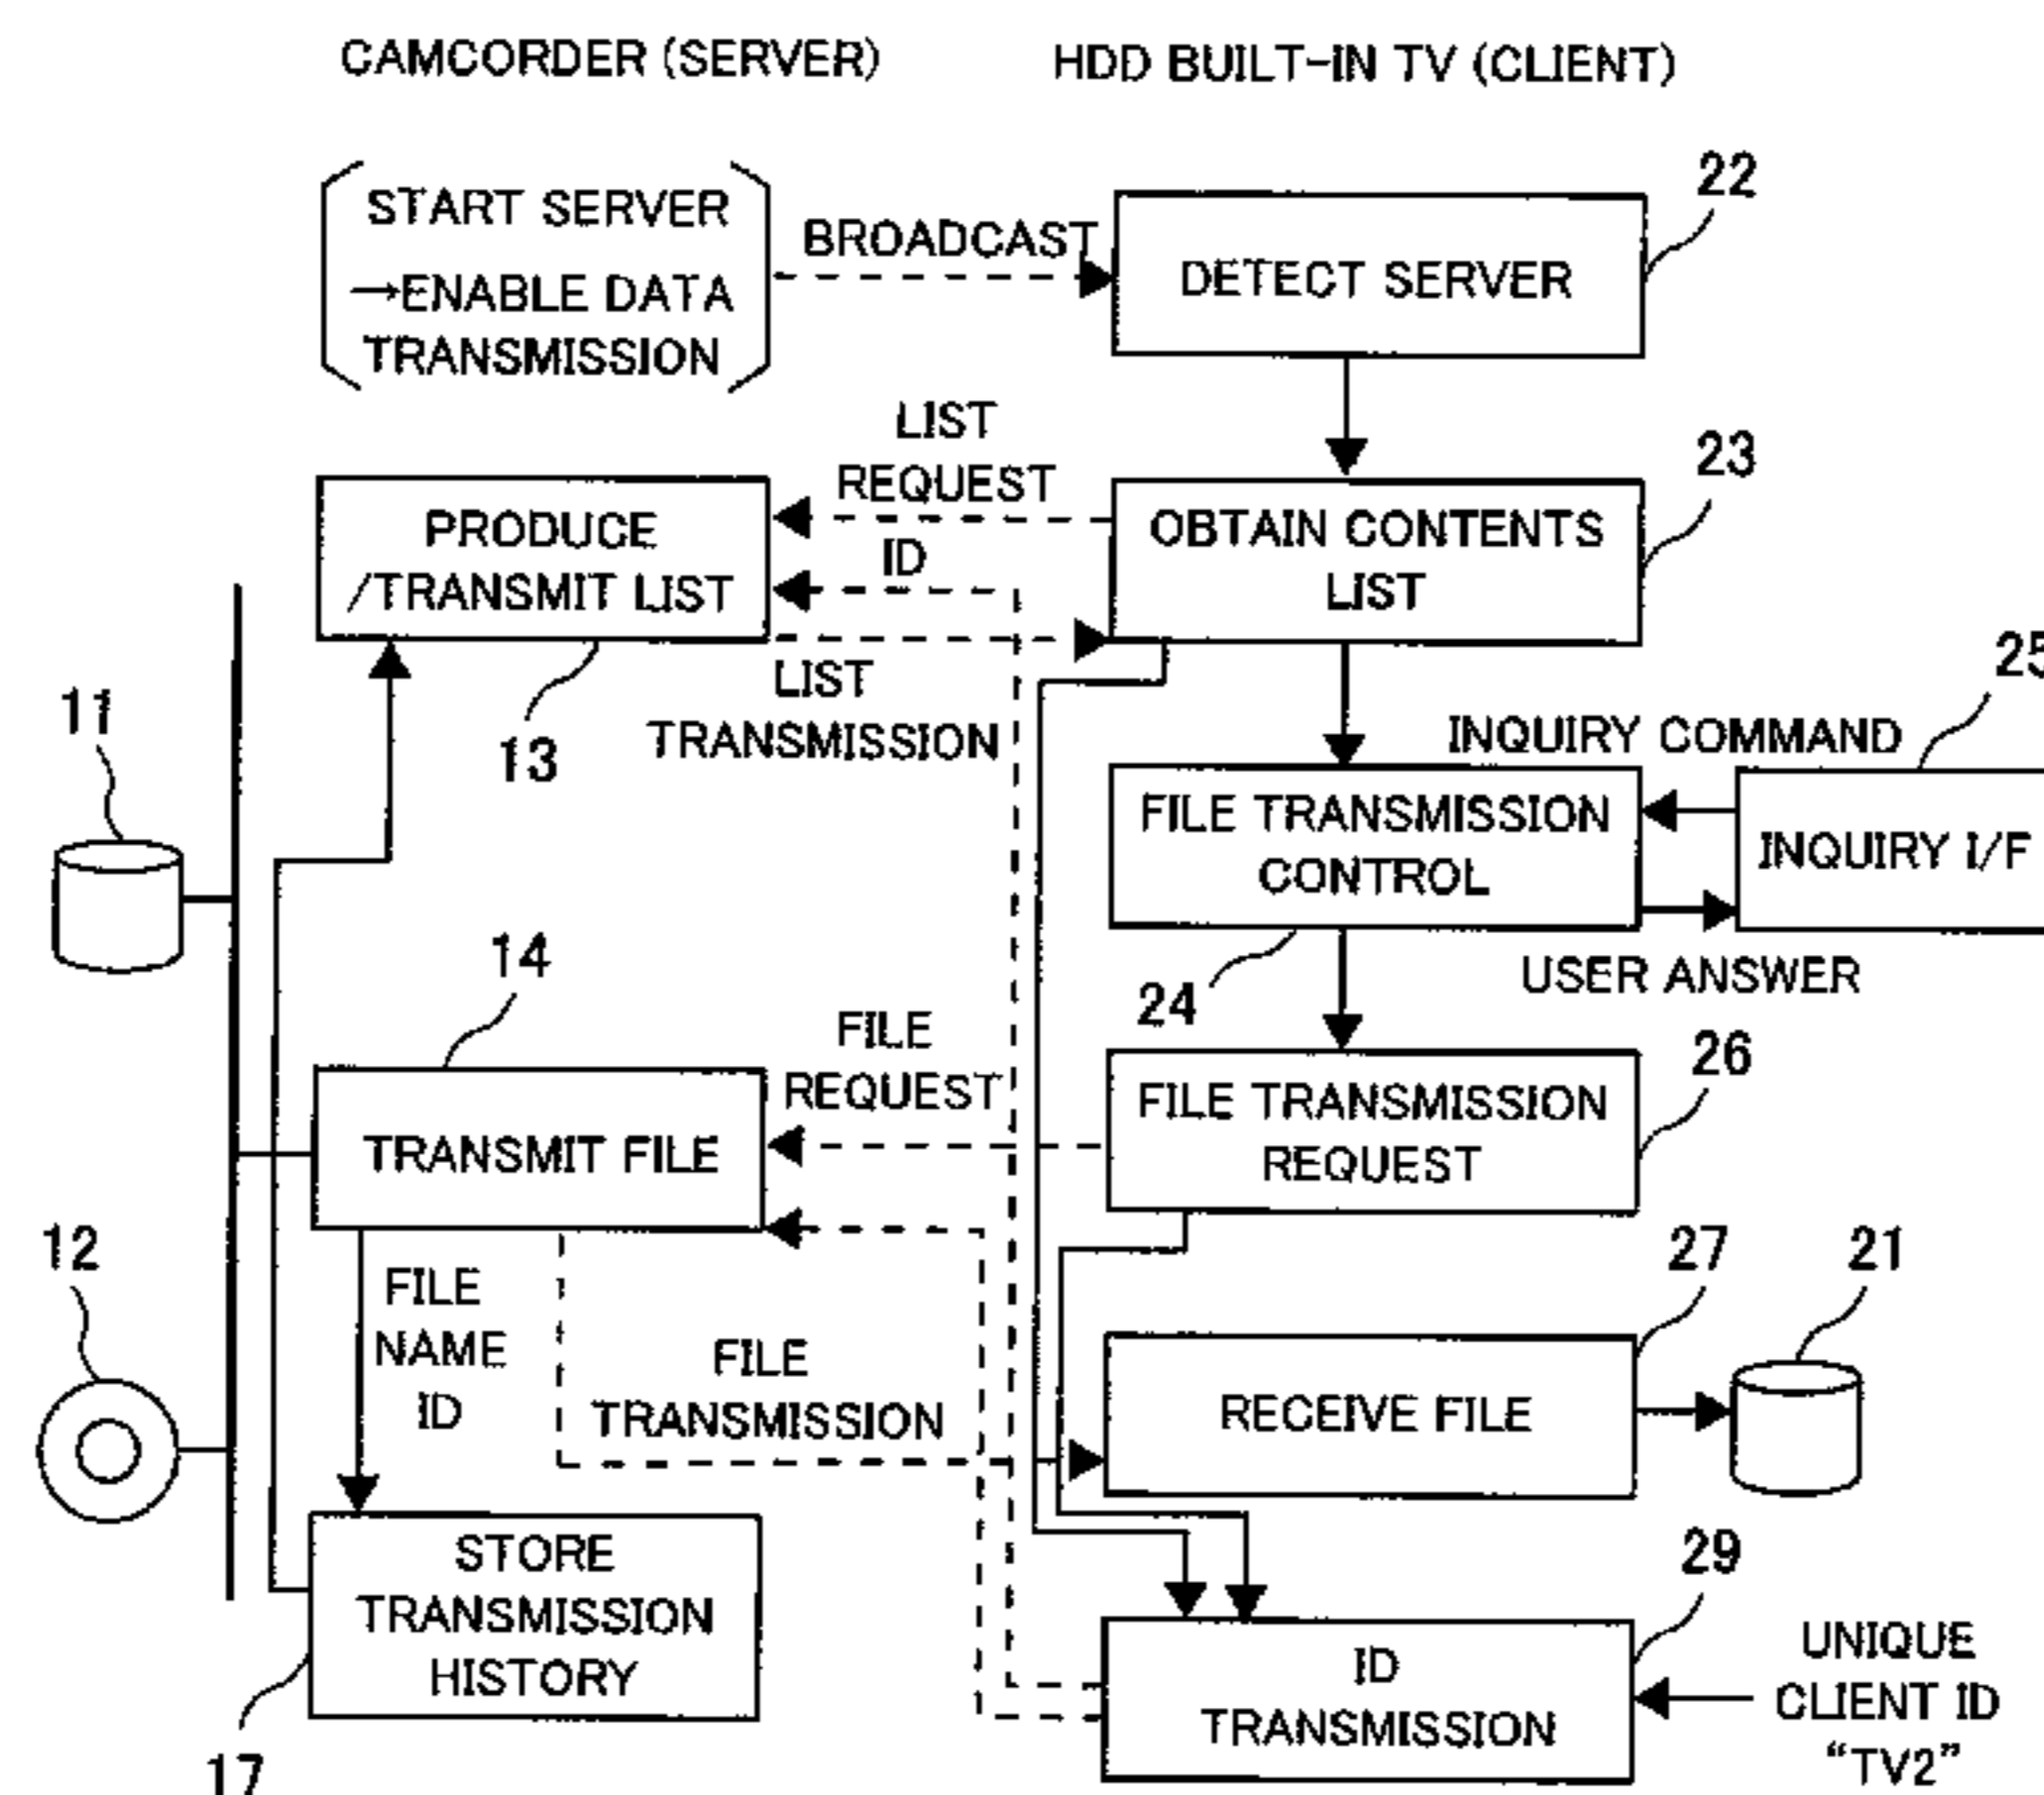 CAMCORDER (SERVER)
HDD BUILT-IN TV (CLIENT)
START SERVER
→ENABLE DATA
TRANSMISSION
BROADCAST
DETECT SERVER
22
LIST
REQUEST
ID
PRODUCE
/TRANSMIT LIST
13
LIST
TRANSMISSION
OBTAIN CONTENTS
LIST
23
11
INQUIRY COMMAND
25
FILE TRANSMISSION
CONTROL
24
INQUIRY I/F
USER ANSWER
14
TRANSMIT FILE
FILE
REQUEST
FILE TRANSMISSION
REQUEST
26
12
FILE
NAME
ID
FILE
TRANSMISSION
RECEIVE FILE
27
21
STORE
TRANSMISSION
HISTORY
17
ID
TRANSMISSION
29
UNIQUE
CLIENT ID
“TV2”